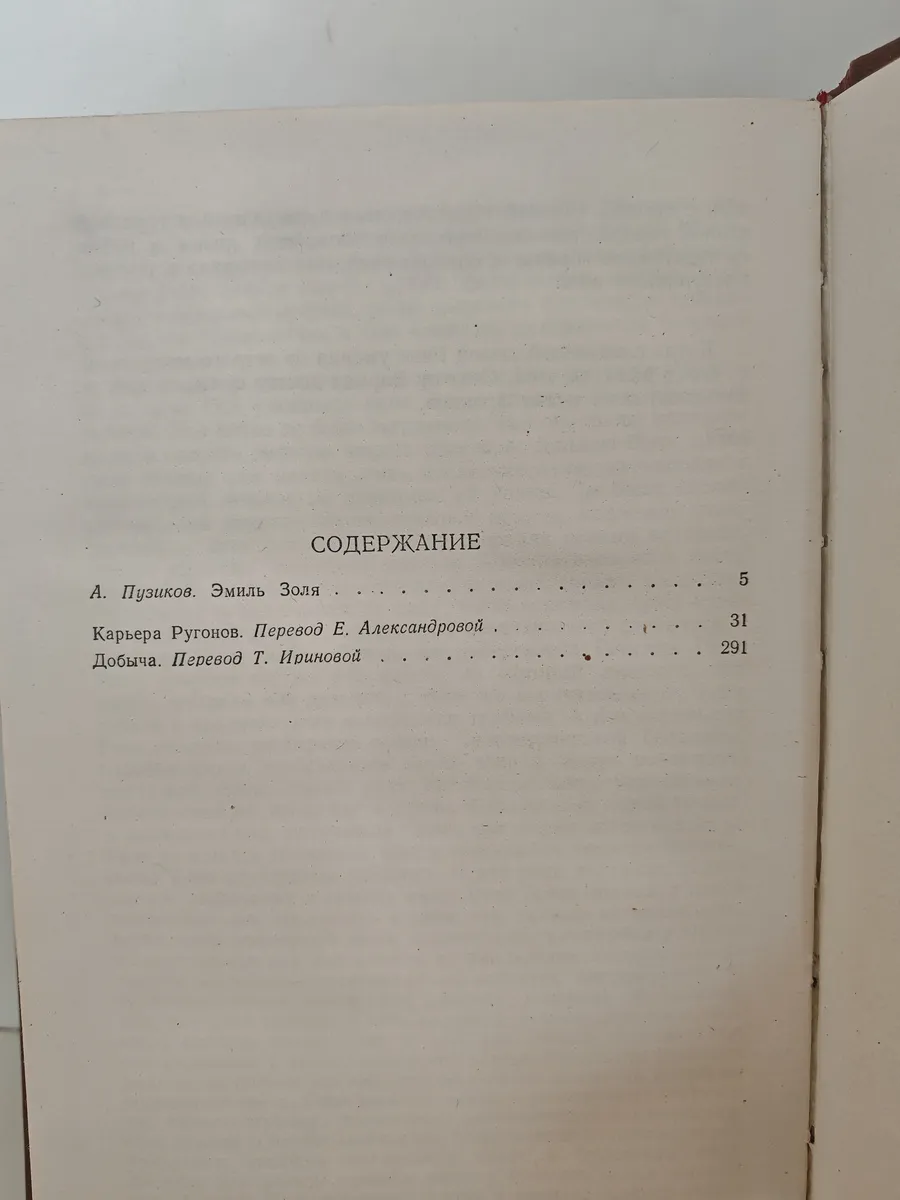 СОДЕРЖАНИЕ
А. Пузиков. Эмиль Золя . . . . . . . . . . . . . . . . . 5
Карьера Ругонов. Перевод Е. Александровой . . . . . . . . . . 31
Добыча. Перевод Т. Ириновой . . . . . . . . . . . . . . . . 291